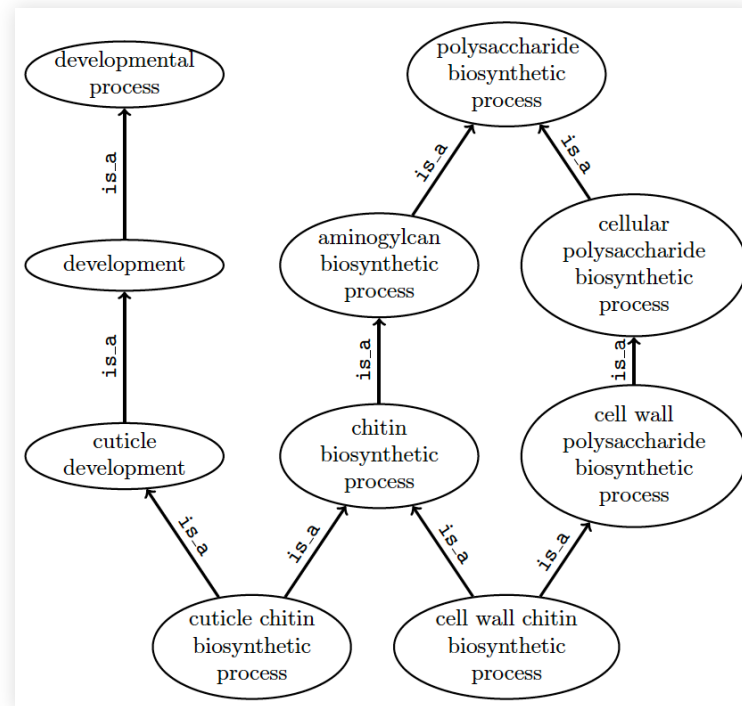 developmental
process
polysaccharide
biosynthetic
process
is_a
is_a
is_a
development
aminogylcan
biosynthetic
process
cellular
polysaccharide
biosynthetic
process
is_a
is_a
is_a
cuticle
development
chitin
biosynthetic
process
cell wall
polysaccharide
biosynthetic
process
is_a
is_a
is_a
is_a
cuticle chitin
biosynthetic
process
cell wall chitin
biosynthetic
process